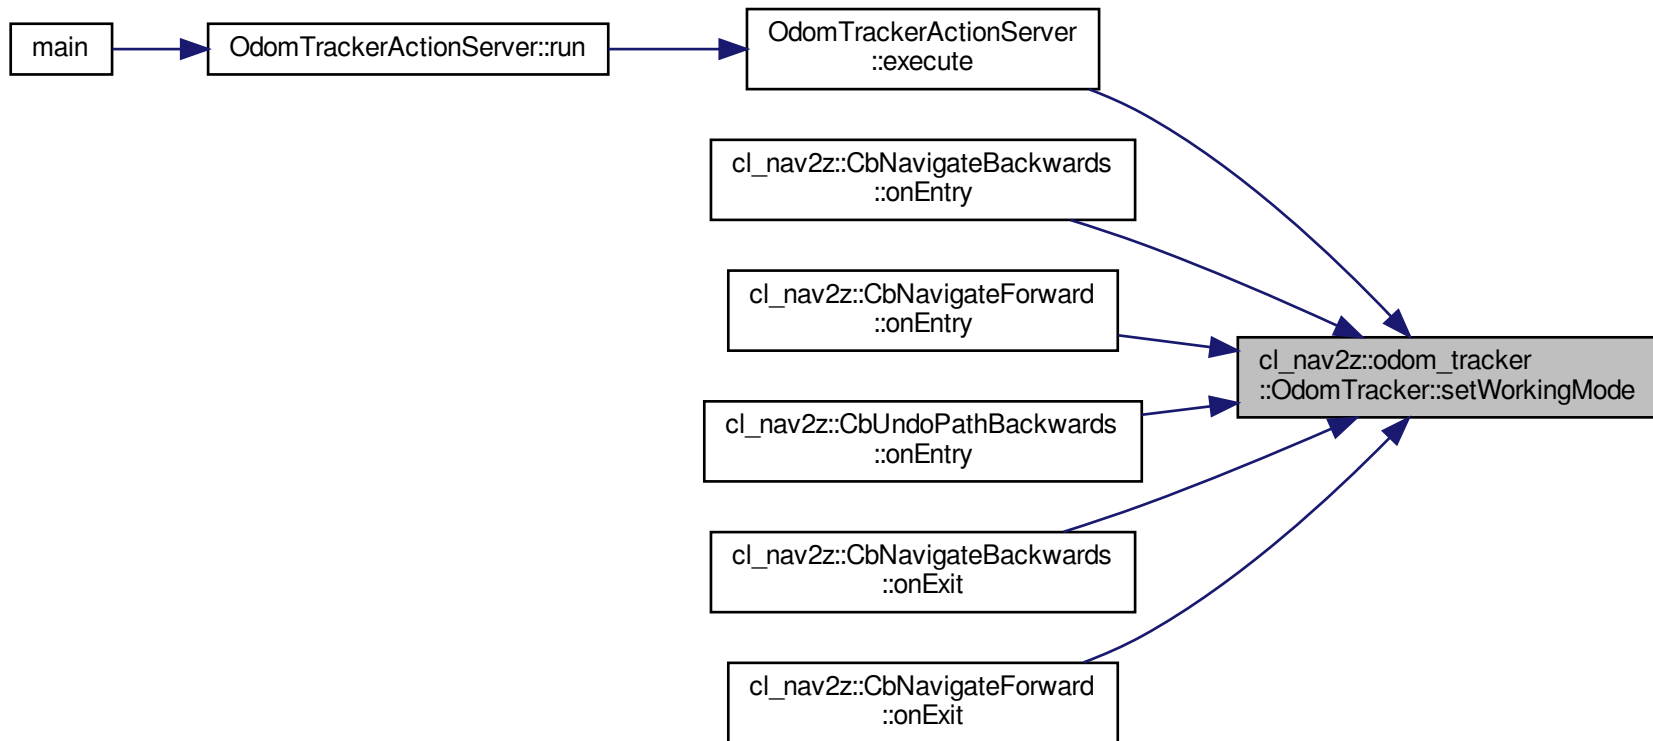 main
OdomTrackerActionServer::run
OdomTrackerActionServer
::execute
cl_nav2z::CbNavigateBackwards
::onEntry
cl_nav2z::CbNavigateForward
::onEntry
cl_nav2z::CbUndoPathBackwards
::onEntry
cl_nav2z::CbNavigateBackwards
::onExit
cl_nav2z::CbNavigateForward
::onExit
cl_nav2z::odom_tracker
::OdomTracker::setWorkingMode